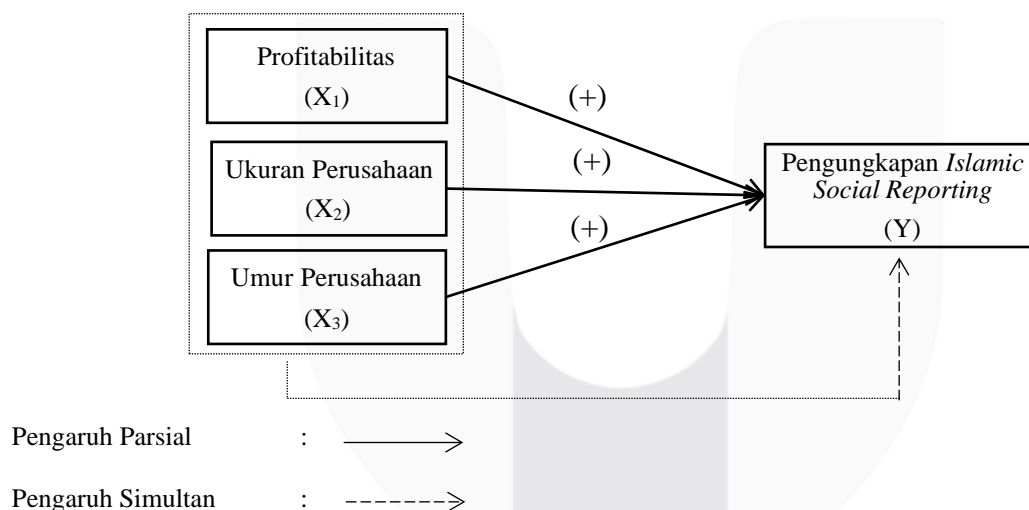 Profitabilitas
(X₁)
(+)
Ukuran Perusahaan
(X₂)
(+)
Umur Perusahaan
(X₃)
(+)
Pengungkapan Islamic
Social Reporting
(Y)
Pengaruh Parsial :
Pengaruh Simultan :